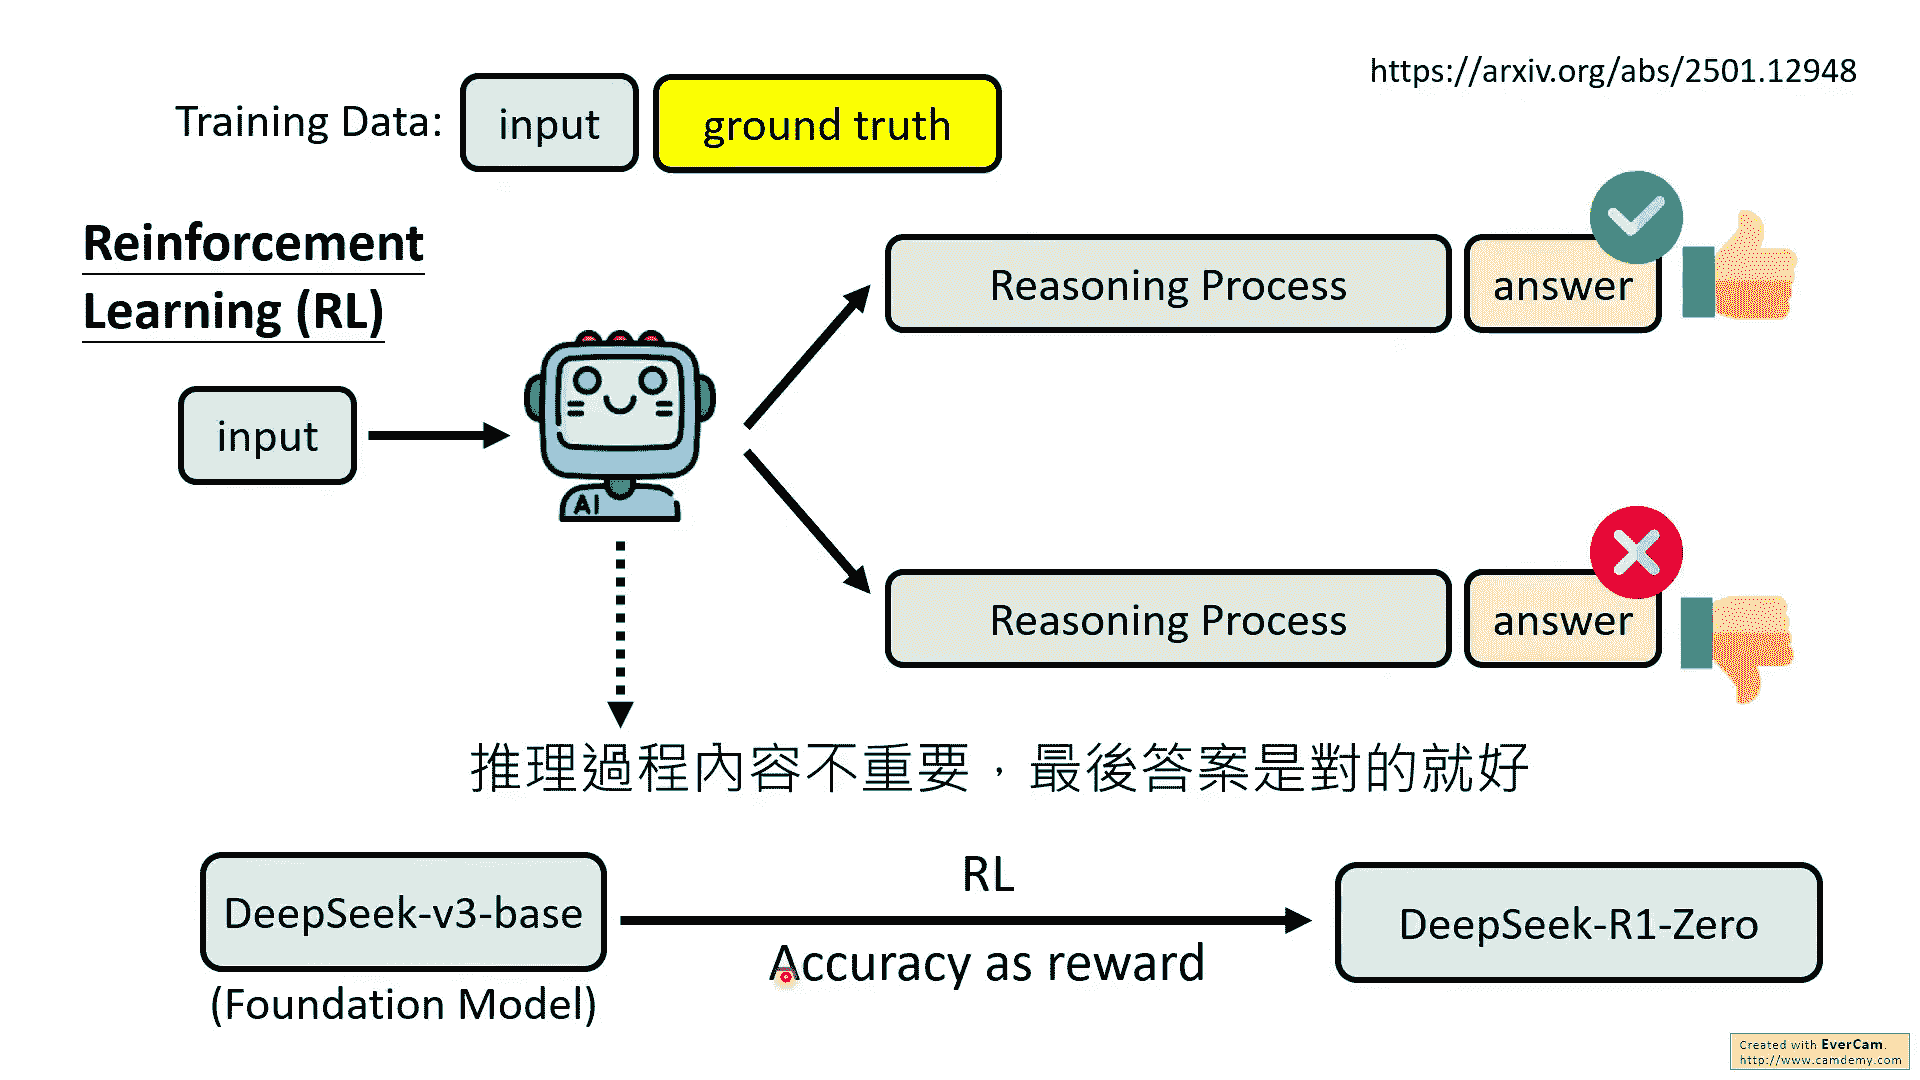 https://arxiv.org/abs/2501.12948
Training Data:
input
ground truth
Reinforcement
Learning (RL)
input
AI
Reasoning Process
answer
Reasoning Process
answer
推理過程內容不重要，最後答案是對的就好
DeepSeek-v3-base
(Foundation Model)
RL
Accuracy as reward
DeepSeek-R1-Zero
Created with EverCam.
http://www.camdemy.com